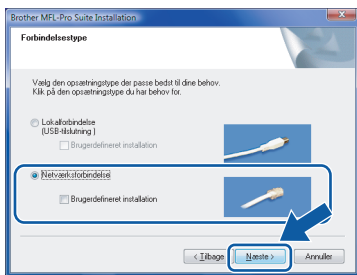 Brother MFL-Pro Suite Installation
Forbindelsestype
Vælg den opsætningstype der passe bedst til dine behov.
Klik på den opsætningstype du har behov for.
Lokalforbindelse
(USB-tilslutning )
Brugerdefineret installation
Netværksforbindelse
Brugerdefineret installation
< Tilbage
Næste >
Annuller